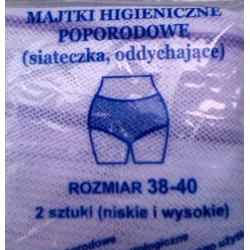 MAJTKI HIGIENICZNE
POPORODOWE
(siateczka, oddychające)
ROZMIAR 38-40
2 sztuki (niskie i wysokie)